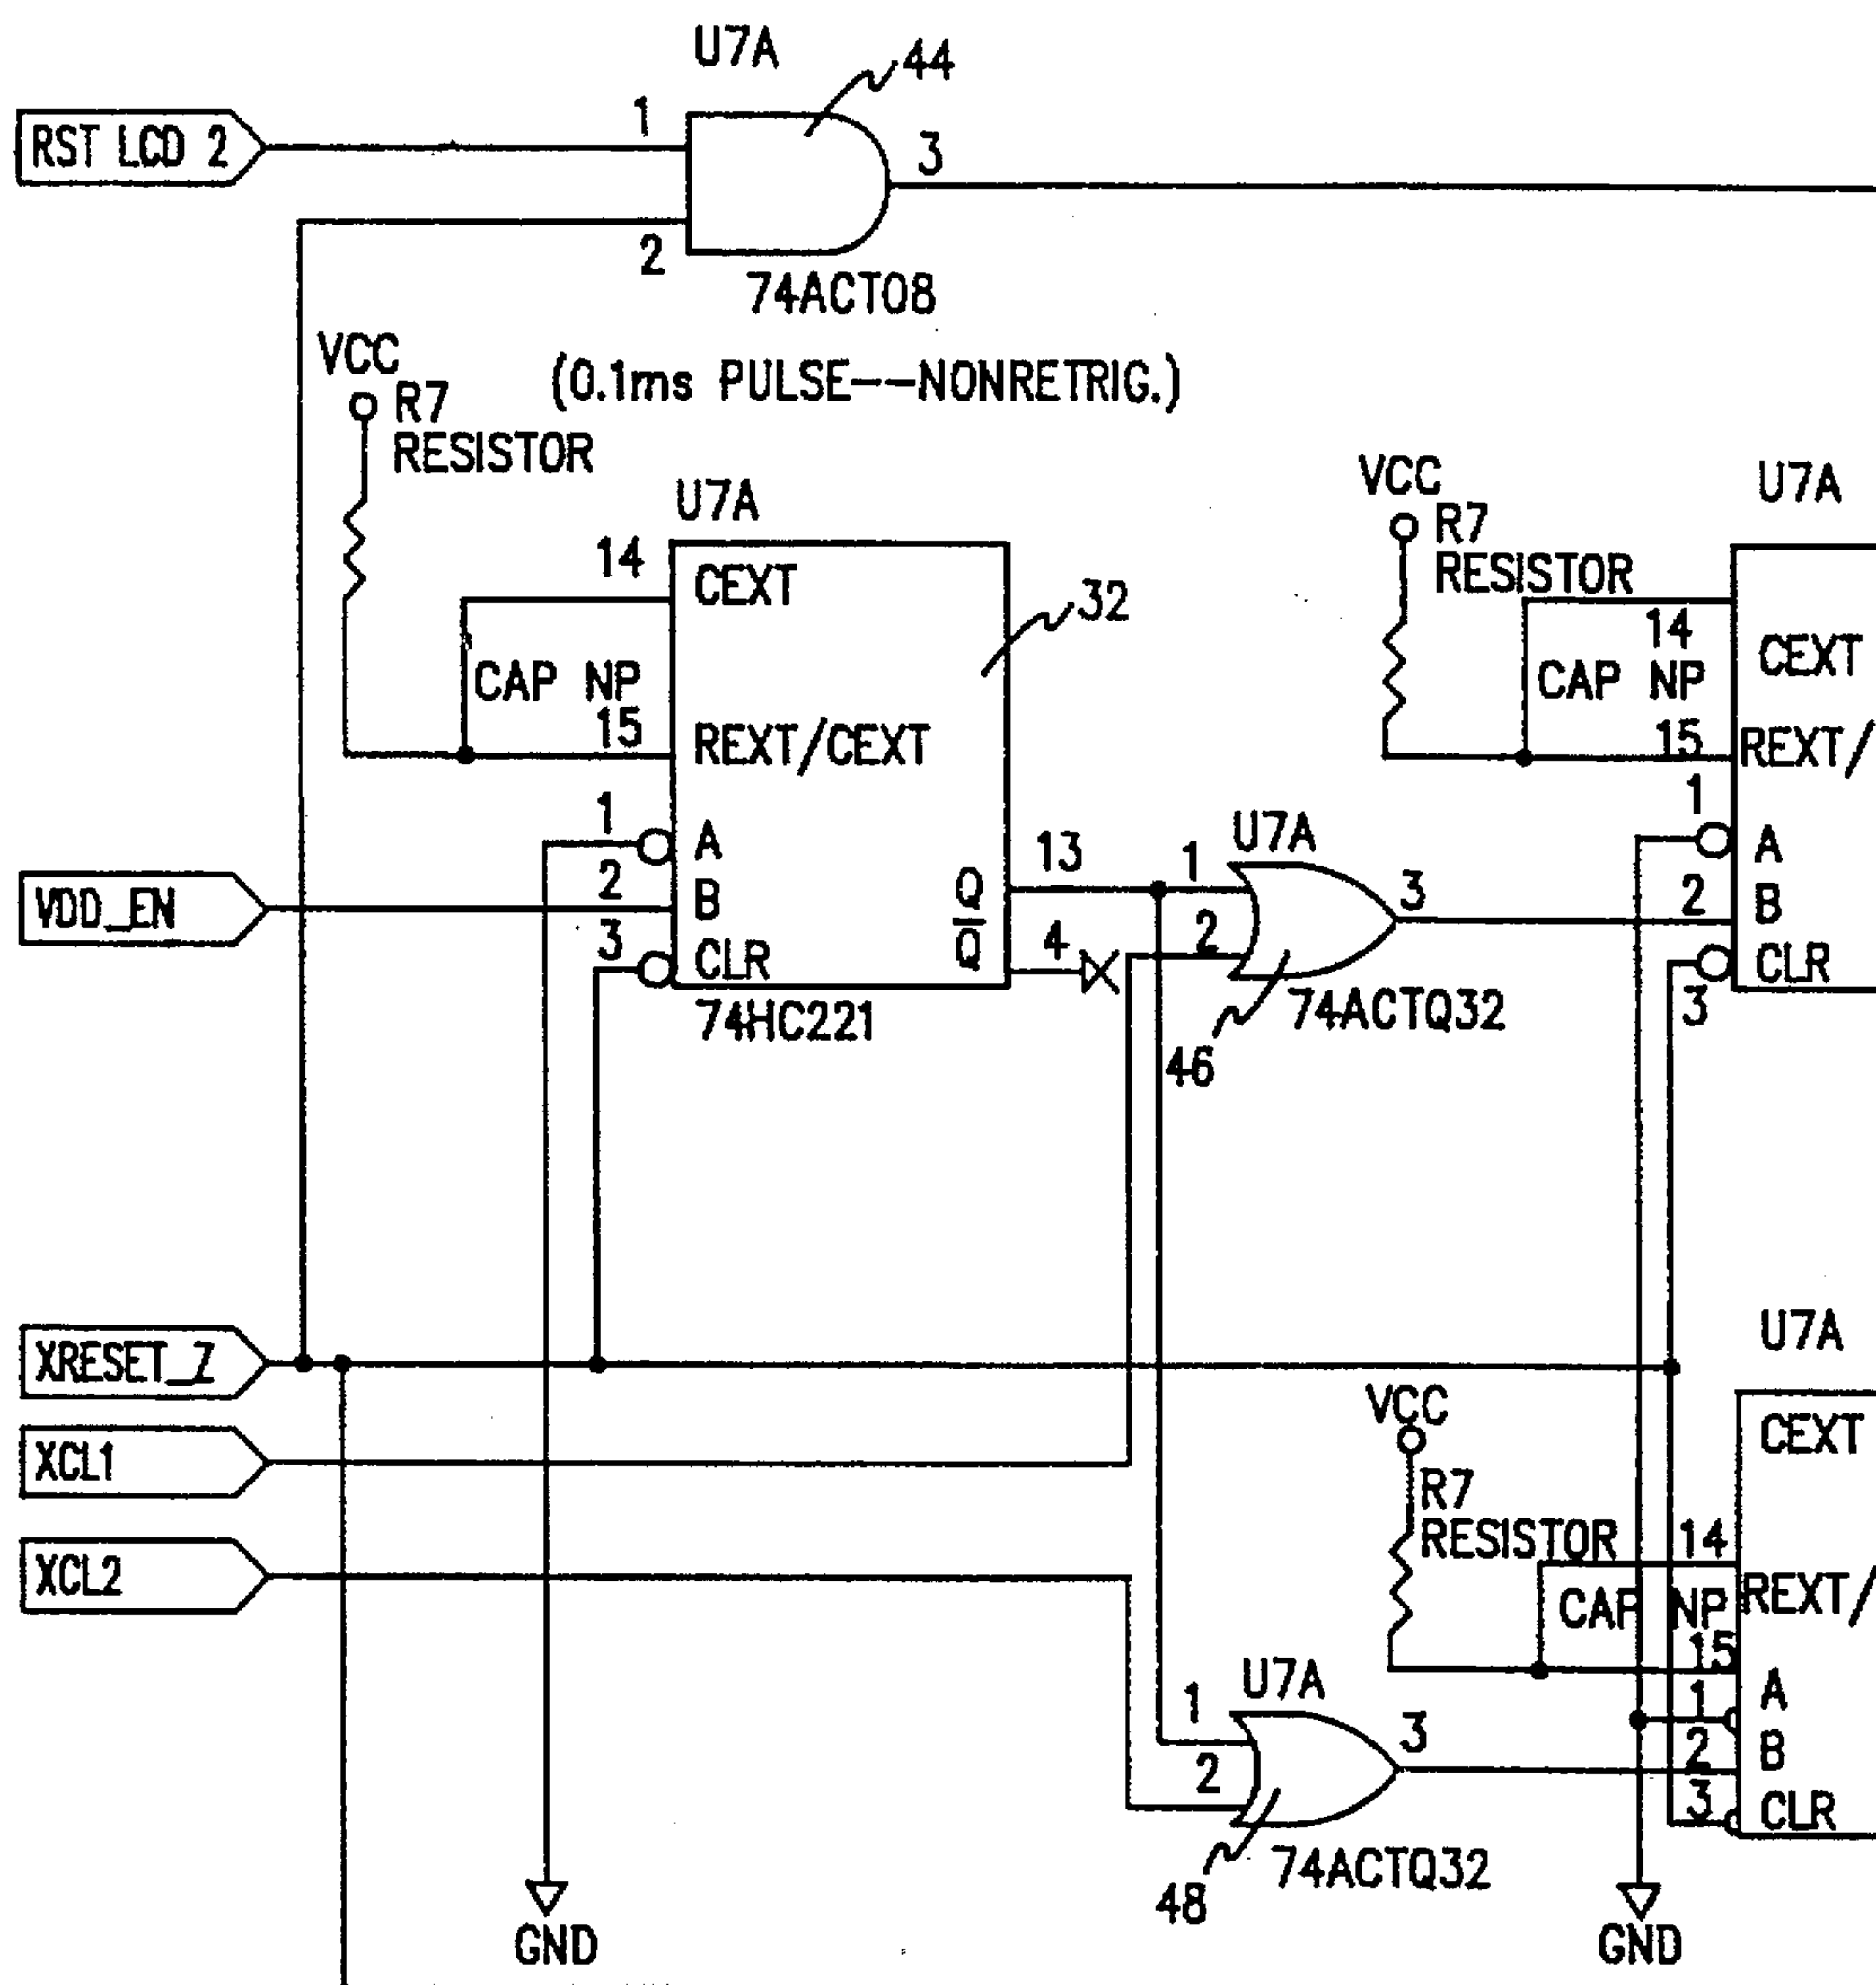 U7A
44
RST LCD 2
1
3
2
74ACT08
VCC
R7
RESISTOR
(0.1ms PULSE--NONRETRIG.)
U7A
14
CEXT
32
CAP NP
15
REXT/CEXT
1
A
2
B
3
CLR
Q
Q̅
13
4
74HC221
VDD_EN
VCC
R7
RESISTOR
U7A
14
CEXT
CAP NP
15
REXT/
1
A
2
B
CLR
3
U7A
1
2
3
74ACTQ32
46
XRESET_7
XCL1
XCL2
U7A
VCC
CEXT
R7
RESISTOR
14
CAP NP
REXT/
15
1
A
2
B
3
CLR
U7A
1
2
3
74ACTQ32
48
GND
GND